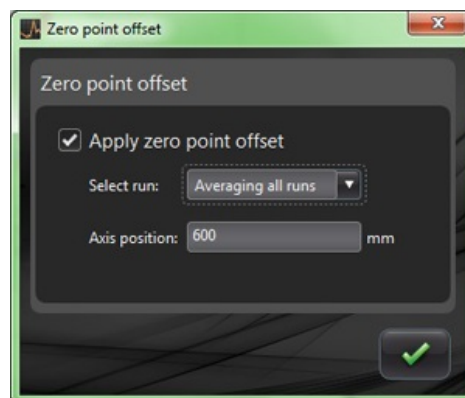 Zero point offset
Zero point offset
Apply zero point offset
Select run: Averaging all runs
Axis position: 600 mm